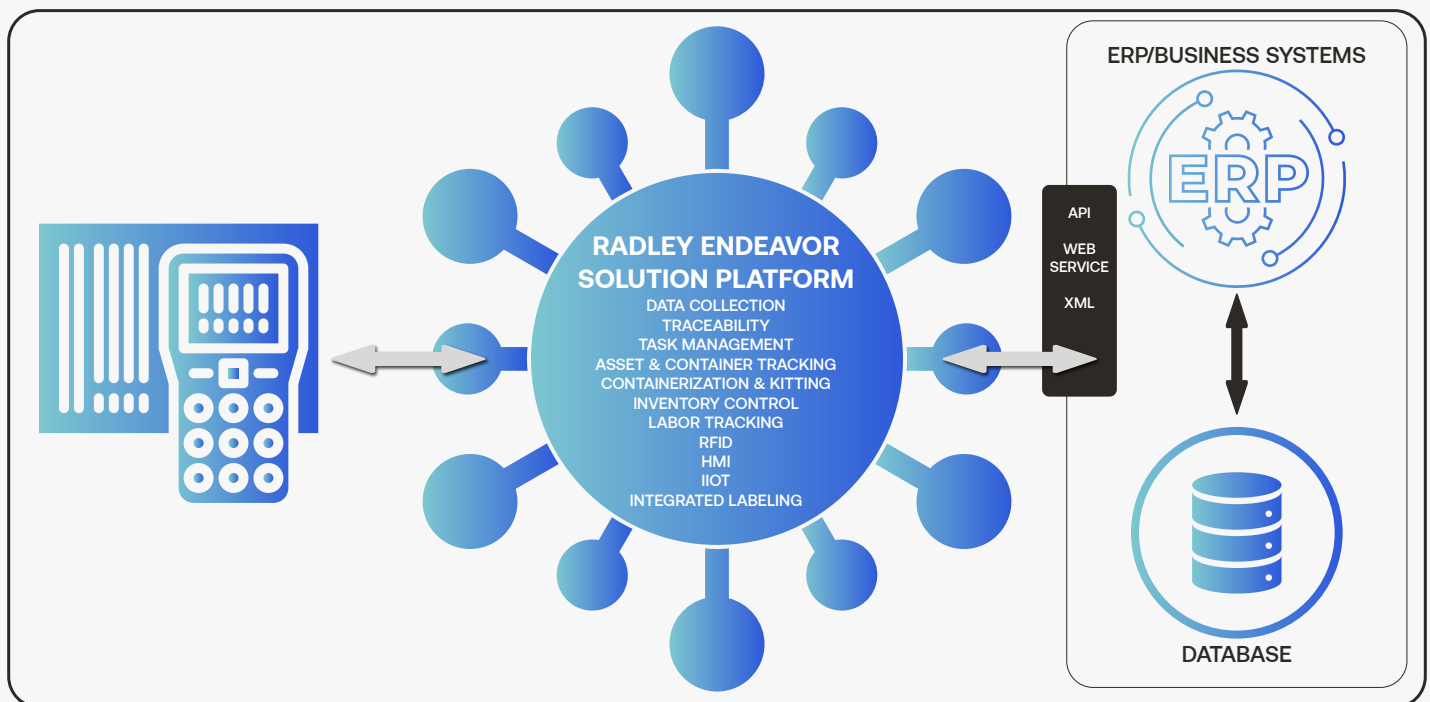 ERP/BUSINESS SYSTEMS
ERP
API
WEB
SERVICE
XML
RADLEY ENDEAVOR
SOLUTION PLATFORM
DATA COLLECTION
TRACEABILITY
TASK MANAGEMENT
ASSET & CONTAINER TRACKING
CONTAINERIZATION & KITTING
INVENTORY CONTROL
LABOR TRACKING
RFID
HMI
IIOT
INTEGRATED LABELING
DATABASE